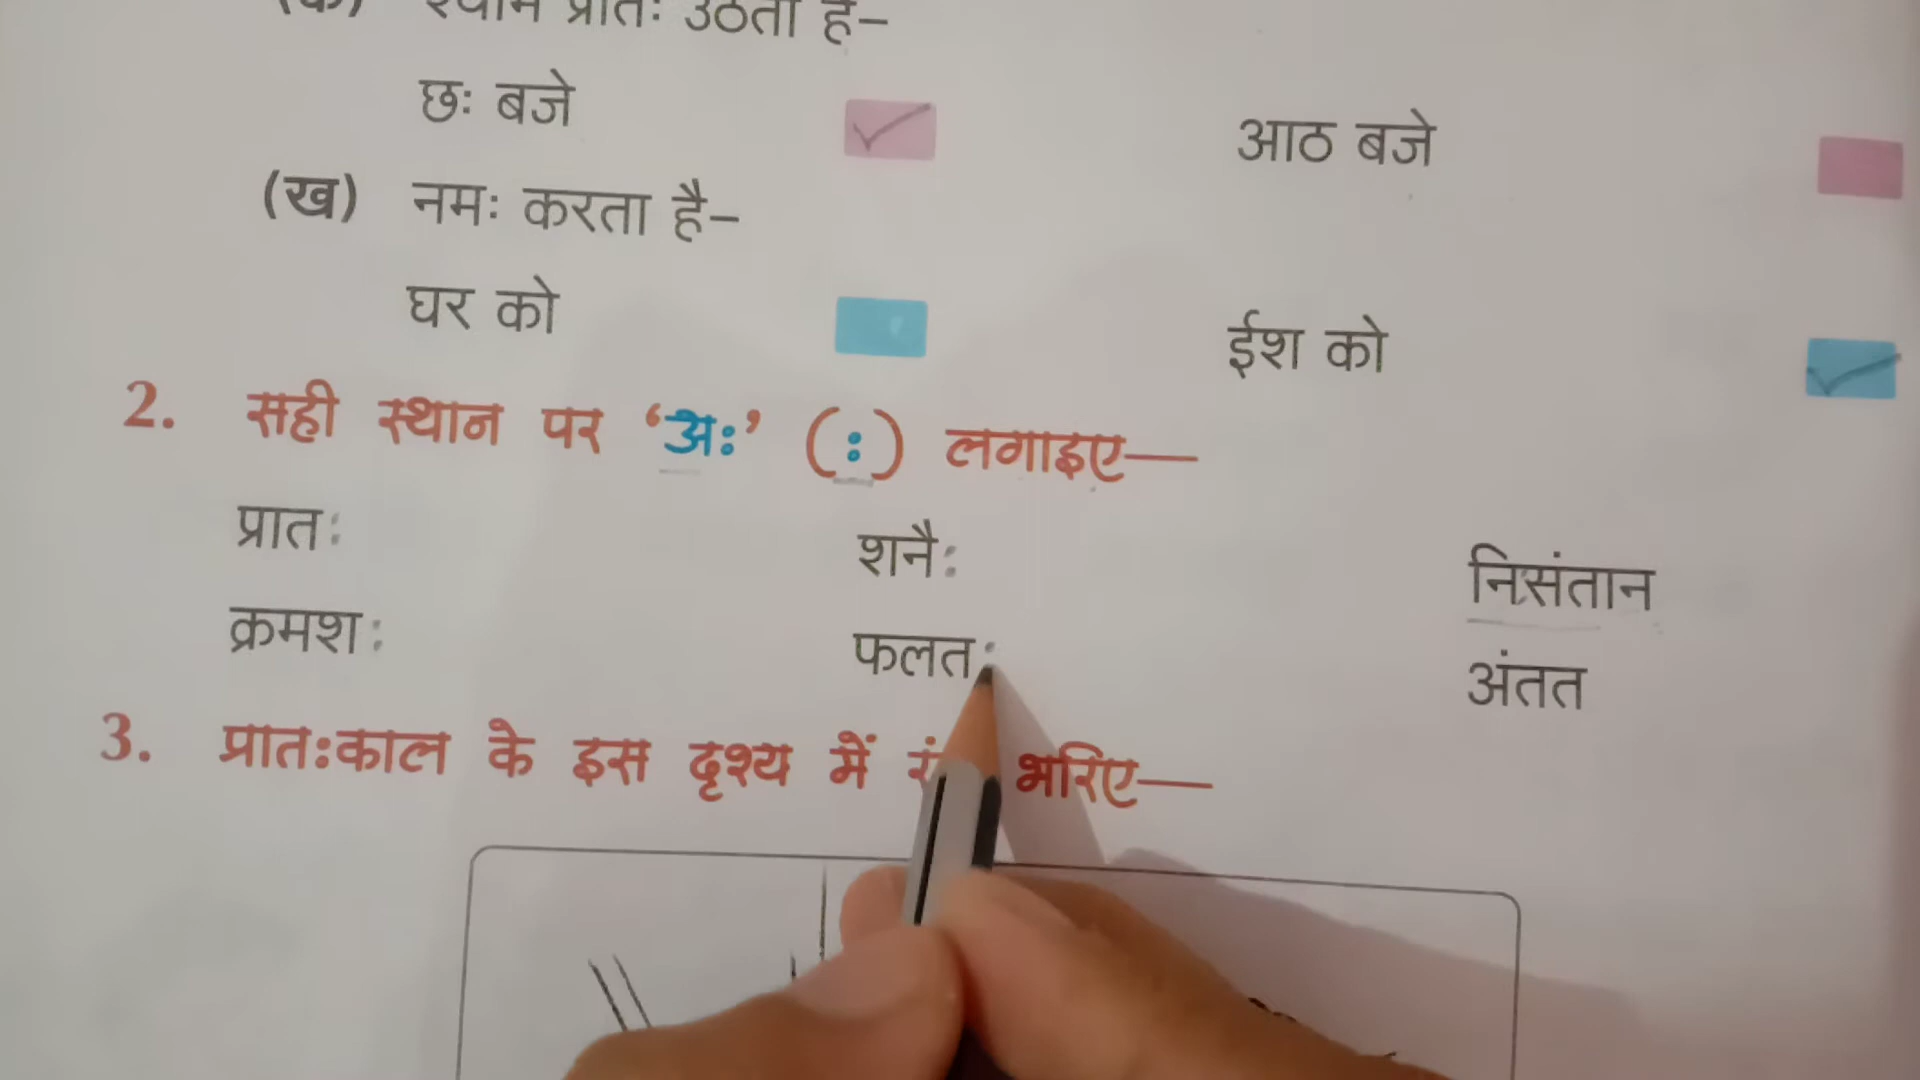 (क) श्याम प्रातः उठता है–
छः बजे आठ बजे
(ख) नमः करता है–
घर को ईश को
2. सही स्थान पर ‘अः’ (ः) लगाइए—
प्रातः शनैः निःसंतान
क्रमशः फलतः अंतत
3. प्रातःकाल के इस दृश्य में भरिए—